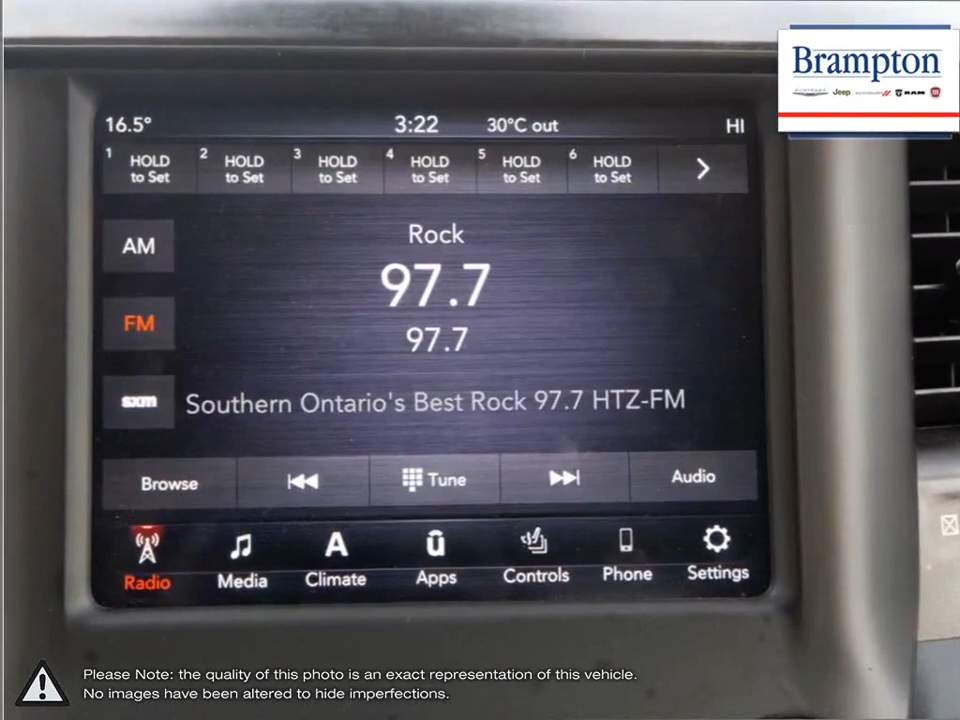 Brampton
Jeep RAM
16.5° 3:22 30°C out HI
1 HOLD to Set 2 HOLD to Set 3 HOLD to Set 4 HOLD to Set 5 HOLD to Set 6 HOLD to Set
AM
Rock
97.7
FM
97.7
sxm
Southern Ontario's Best Rock 97.7 HTZ-FM
Browse Tune Audio
Radio Media Climate Apps Controls Phone Settings
Please Note: the quality of this photo is an exact representation of this vehicle.
No images have been altered to hide imperfections.